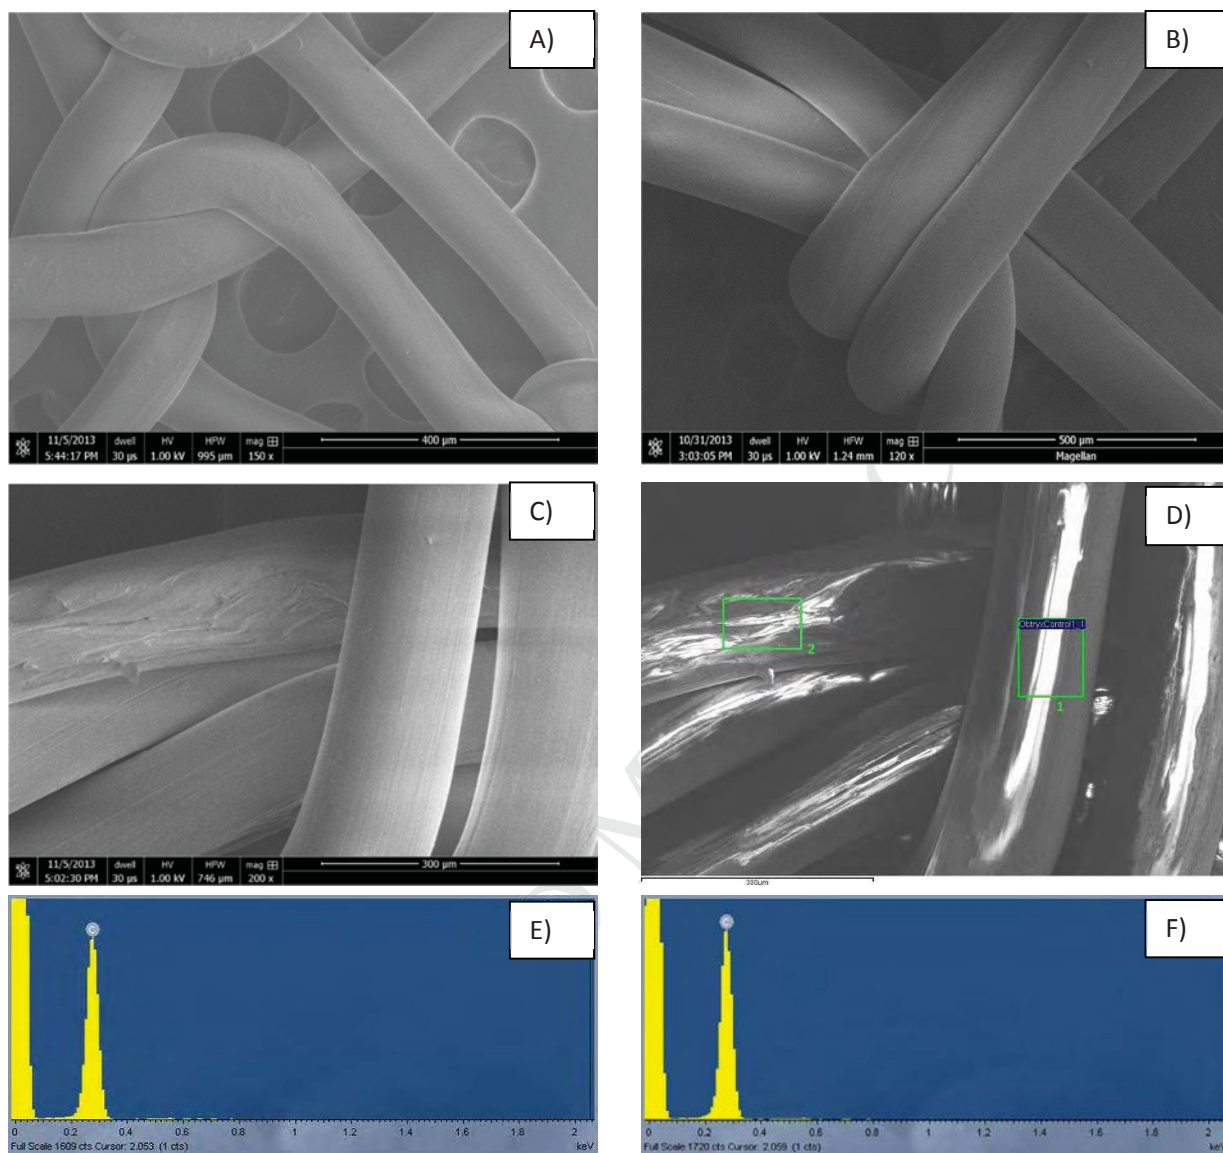 A)
11/5/2013 dwell HV HFW mag 400 µm
5:44:17 PM 30 µs 1.00 kV 995 µm 150 x
B)
10/31/2013 dwell HV HFW mag 500 µm
3:03:05 PM 30 µs 1.00 kV 1.24 mm 120 x Magellan
C)
11/5/2013 dwell HV HFW mag 300 µm
5:02:30 PM 30 µs 1.00 kV 746 µm 200 x
D)
ObtryxControl1_1
2
1
300µm
E)
C
0 0.2 0.4 0.6 0.8 1 1.2 1.4 1.6 1.8 2
Full Scale 1609 cts Cursor: 2.053 (1 cts) keV
F)
C
0 0.2 0.4 0.6 0.8 1 1.2 1.4 1.6 1.8 2
Full Scale 1720 cts Cursor: 2.059 (1 cts) keV